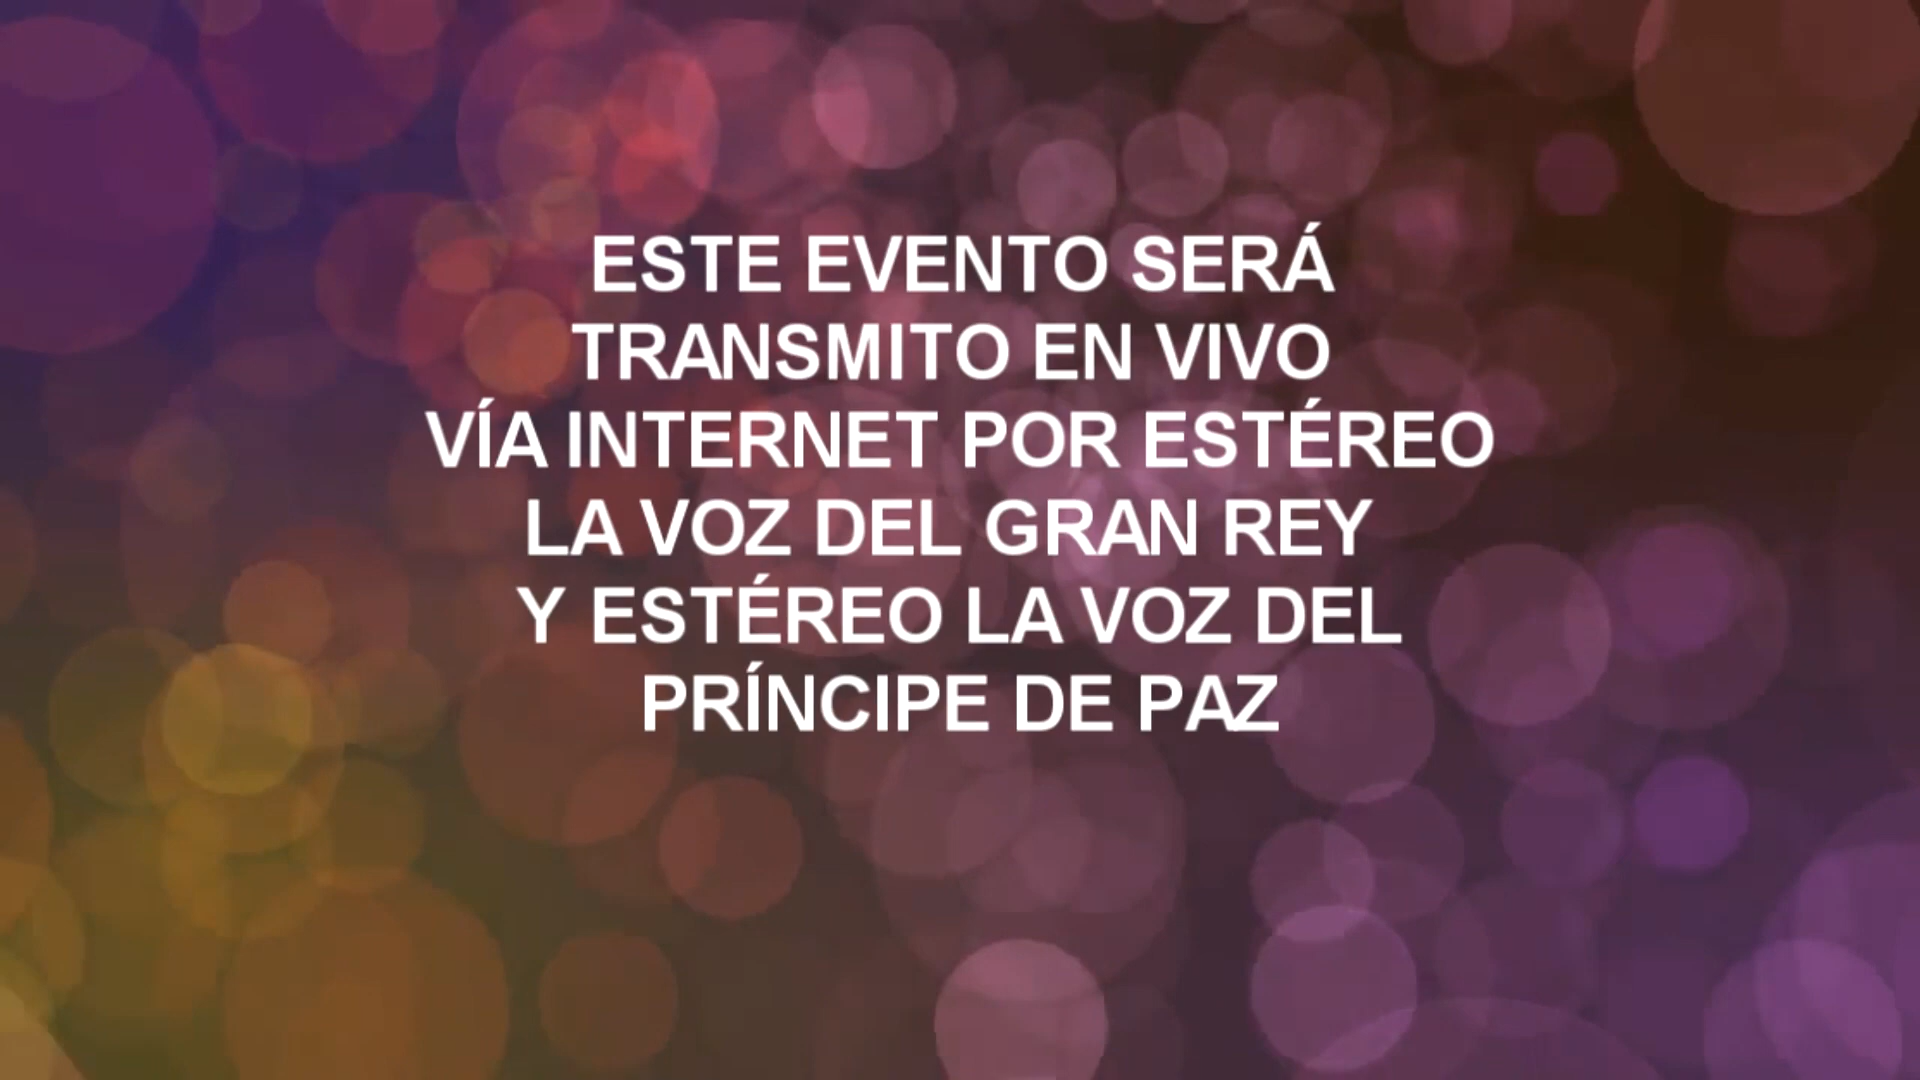 ESTE EVENTO SERÁ
TRANSMITO EN VIVO
VÍA INTERNET POR ESTÉREO
LA VOZ DEL GRAN REY
Y ESTÉREO LA VOZ DEL
PRÍNCIPE DE PAZ